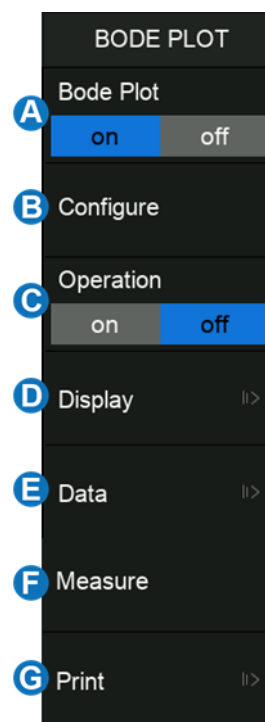 BODE PLOT
Bode Plot
A
on off
B Configure
Operation
C
on off
D Display
E Data
F Measure
G Print